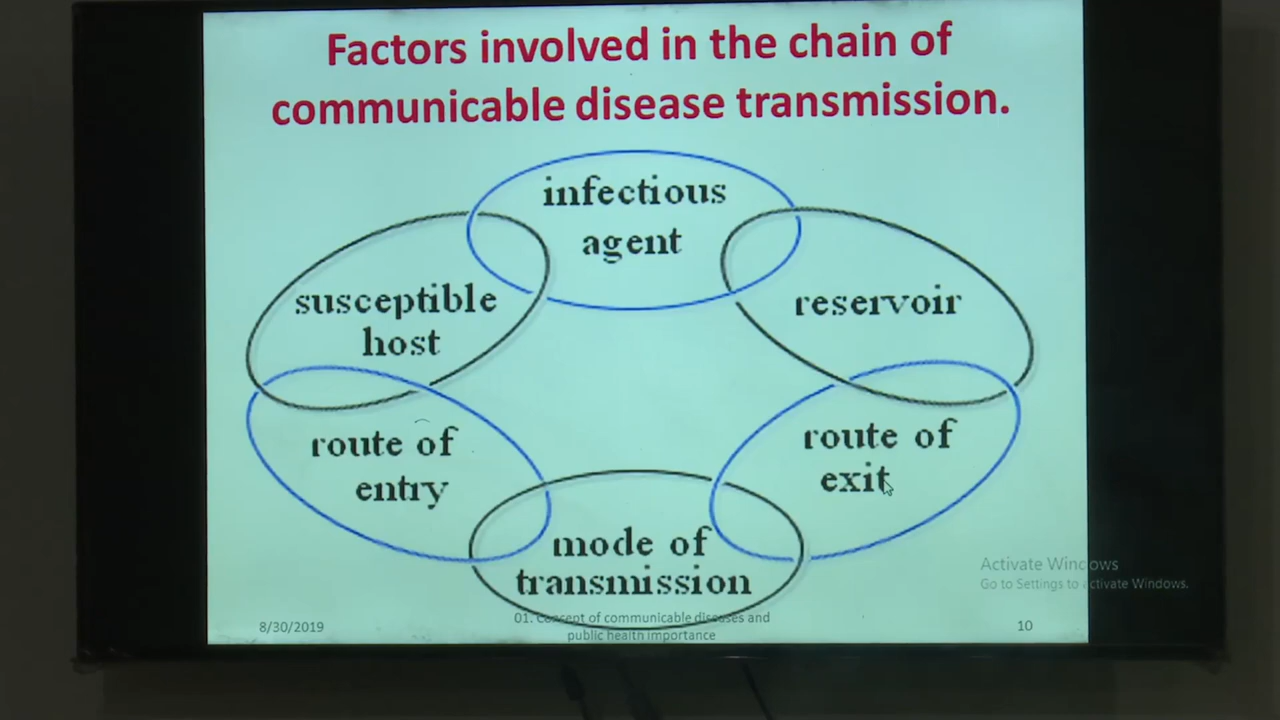 Factors involved in the chain of
communicable disease transmission.
infectious
agent
susceptible
host
reservoir
route of
entry
route of
exit
mode of
transmission
Activate Windows
Go to Settings to activate Windows.
8/30/2019
01. Concept of communicable diseases and
public health importance
10